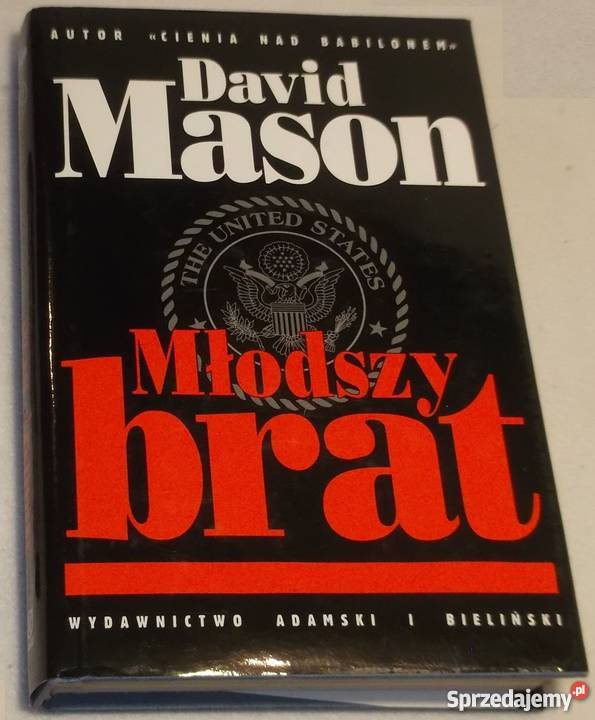 AUTOR «CIENIA NAD BABILONEM»
David
Mason
THE UNITED STATES
Młodszy
brat
WYDAWNICTWO ADAMSKI I BIELIŃSKI
Sprzedajemy.pl